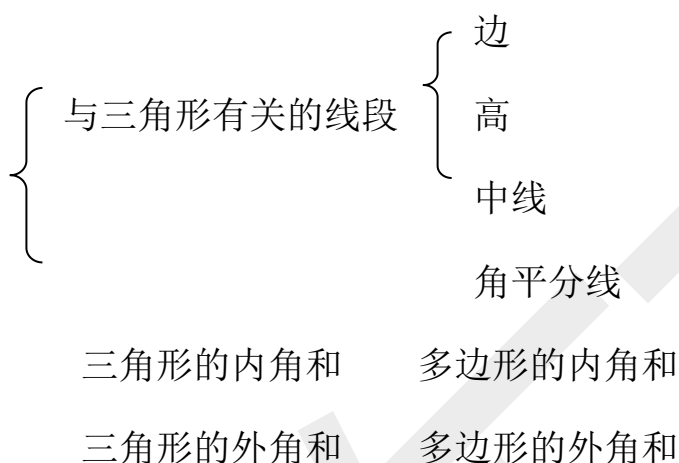 边
与三角形有关的线段 高
中线
角平分线
三角形的内角和 多边形的内角和
三角形的外角和 多边形的外角和